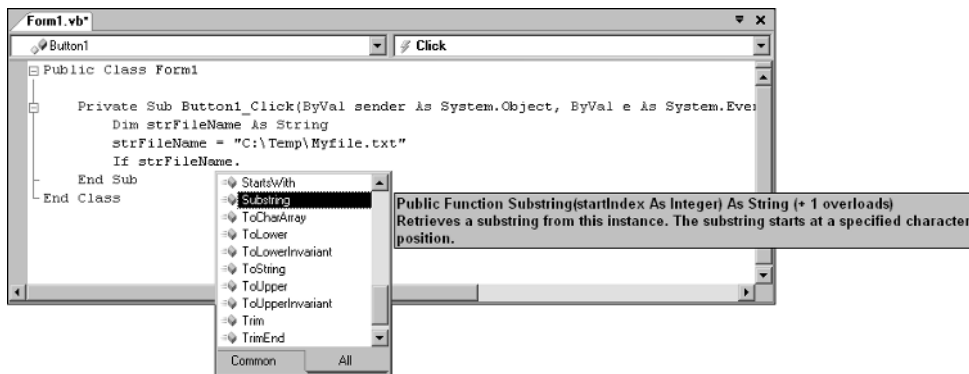 Form1.vb*
Button1
Click
Public Class Form1
Private Sub Button1_Click(ByVal sender As System.Object, ByVal e As System.Even
Dim strFileName As String
strFileName = "C:\Temp\Myfile.txt"
If strFileName.
End Sub
End Class
StartsWith
Substring
ToCharArray
ToLower
ToLowerInvariant
ToString
ToUpper
ToUpperInvariant
Trim
TrimEnd
Common All
Public Function Substring(startIndex As Integer) As String (+ 1 overloads)
Retrieves a substring from this instance. The substring starts at a specified character
position.